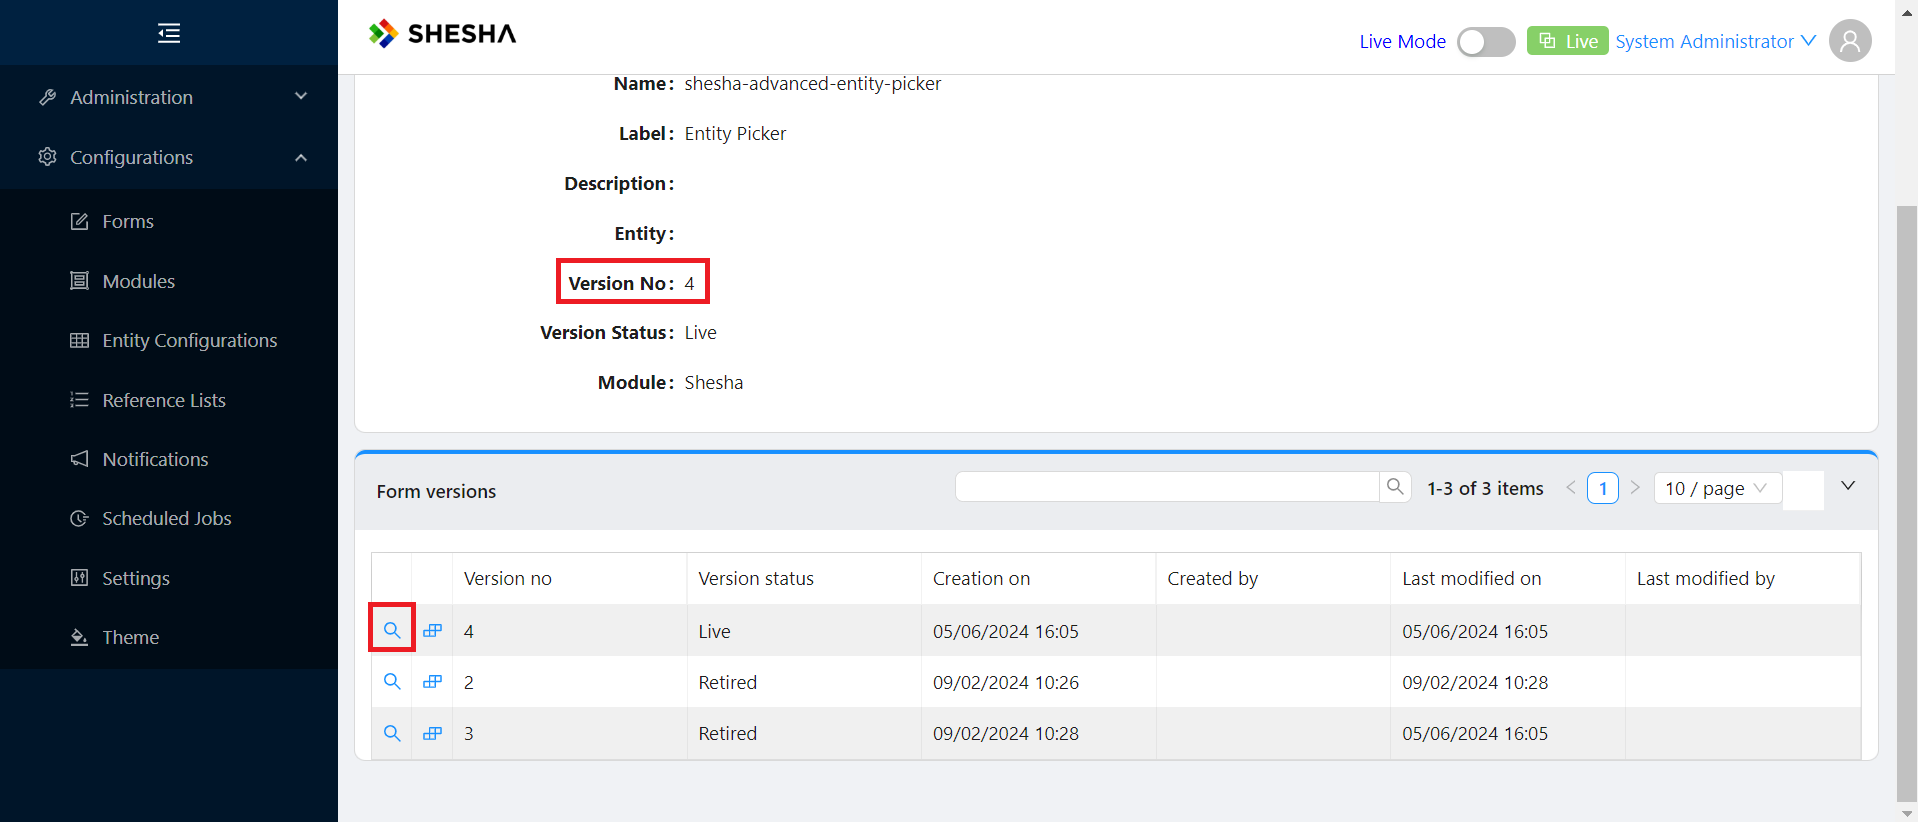 SHESHA
Live Mode
Live
System Administrator
Administration
Configurations
Forms
Modules
Entity Configurations
Reference Lists
Notifications
Scheduled Jobs
Settings
Theme
Name: shesha-advanced-entity-picker
Label: Entity Picker
Description:
Entity:
Version No: 4
Version Status: Live
Module: Shesha
Form versions
1-3 of 3 items
1
10 / page
Version no Version status Creation on Created by Last modified on Last modified by
4 Live 05/06/2024 16:05 05/06/2024 16:05
2 Retired 09/02/2024 10:26 09/02/2024 10:28
3 Retired 09/02/2024 10:28 05/06/2024 16:05